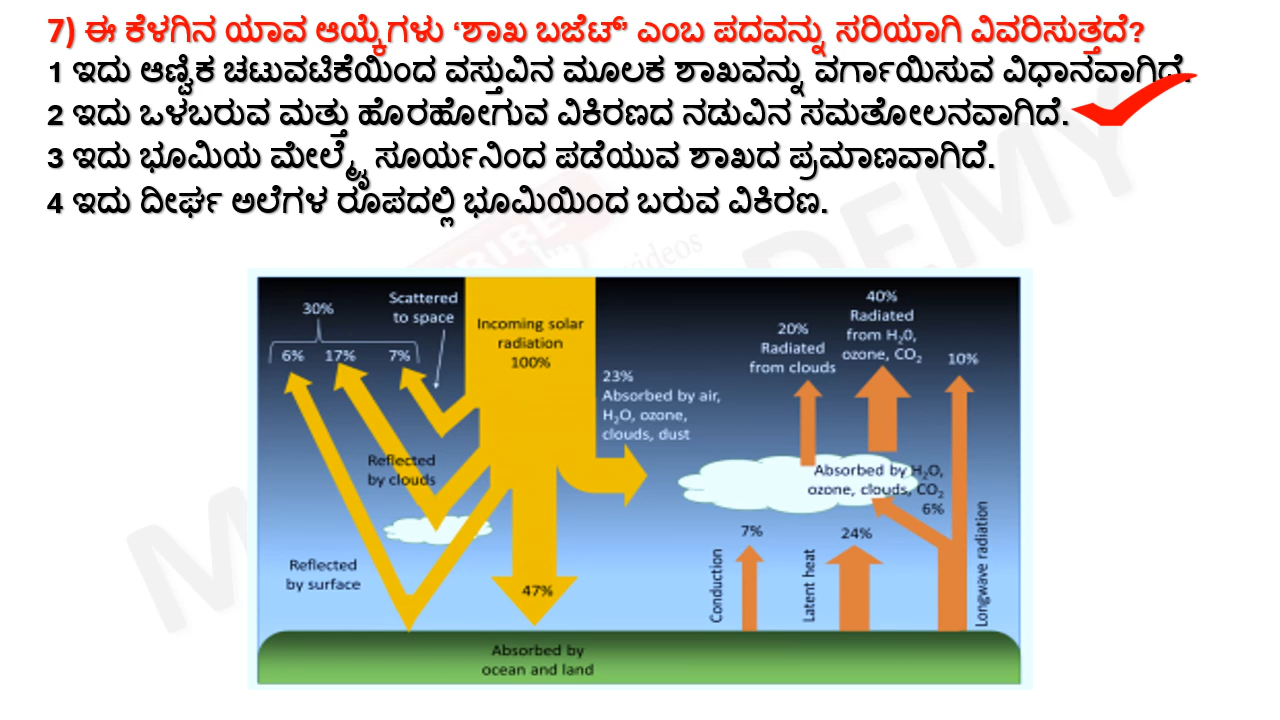 7) ಈ ಕೆಳಗಿನ ಯಾವ ಆಯ್ಕೆಗಳು ‘ಶಾಖ ಬಜೆಟ್’ ಎಂಬ ಪದವನ್ನು ಸರಿಯಾಗಿ ವಿವರಿಸುತ್ತದೆ?
1 ಇದು ಆಣ್ವಿಕ ಚಟುವಟಿಕೆಯಿಂದ ವಸ್ತುವಿನ ಮೂಲಕ ಶಾಖವನ್ನು ವರ್ಗಾಯಿಸುವ ವಿಧಾನವಾಗಿದೆ.
2 ಇದು ಒಳಬರುವ ಮತ್ತು ಹೊರಹೋಗುವ ವಿಕಿರಣದ ನಡುವಿನ ಸಮತೋಲನವಾಗಿದೆ.
3 ಇದು ಭೂಮಿಯ ಮೇಲ್ಮೈ ಸೂರ್ಯನಿಂದ ಪಡೆಯುವ ಶಾಖದ ಪ್ರಮಾಣವಾಗಿದೆ.
4 ಇದು ದೀರ್ಘ ಅಲೆಗಳ ರೂಪದಲ್ಲಿ ಭೂಮಿಯಿಂದ ಬರುವ ವಿಕಿರಣ.
videos
DEMY
30%
6%
17%
7%
Scattered
to space
Incoming solar
radiation
100%
23%
Absorbed by air,
H₂O, ozone,
clouds, dust
20%
Radiated
from clouds
40%
Radiated
from H₂0,
ozone, CO₂
10%
Reflected
by clouds
Absorbed by H₂O,
ozone, clouds, CO₂
6%
Reflected
by surface
47%
7%
Conduction
24%
Latent heat
Longwave radiation
Absorbed by
ocean and land